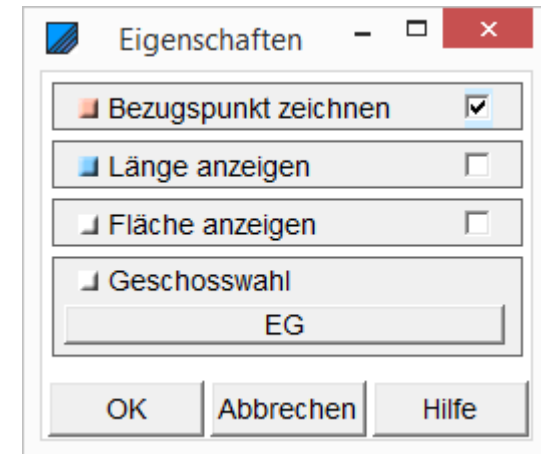 Eigenschaften
Bezugspunkt zeichnen
Länge anzeigen
Fläche anzeigen
Geschosswahl
EG
OK Abbrechen Hilfe